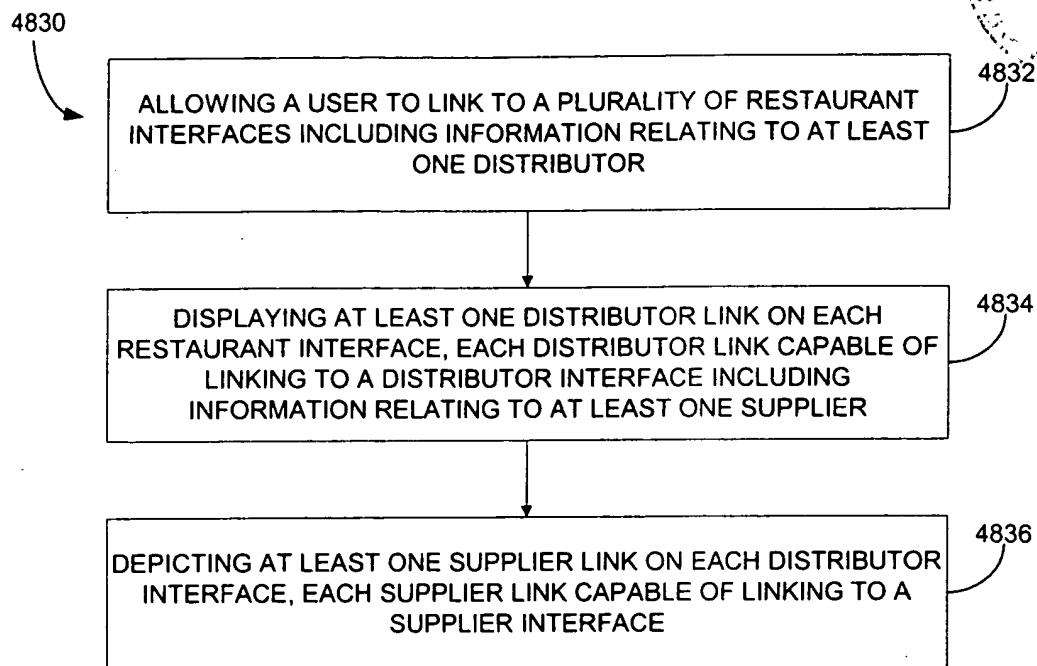 4830
4832
ALLOWING A USER TO LINK TO A PLURALITY OF RESTAURANT
INTERFACES INCLUDING INFORMATION RELATING TO AT LEAST
ONE DISTRIBUTOR
4834
DISPLAYING AT LEAST ONE DISTRIBUTOR LINK ON EACH
RESTAURANT INTERFACE, EACH DISTRIBUTOR LINK CAPABLE OF
LINKING TO A DISTRIBUTOR INTERFACE INCLUDING
INFORMATION RELATING TO AT LEAST ONE SUPPLIER
4836
DEPICTING AT LEAST ONE SUPPLIER LINK ON EACH DISTRIBUTOR
INTERFACE, EACH SUPPLIER LINK CAPABLE OF LINKING TO A
SUPPLIER INTERFACE